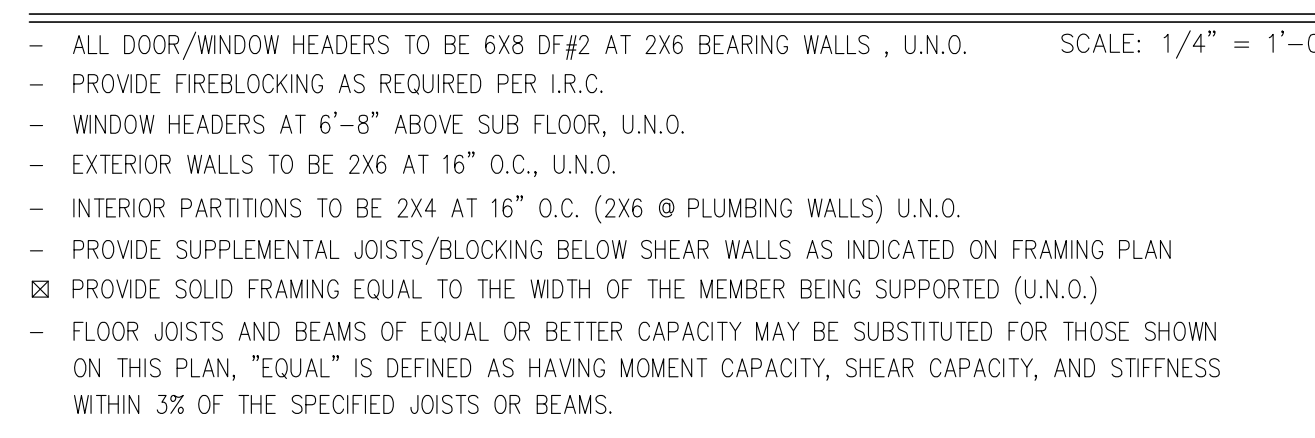 – ALL DOOR/WINDOW HEADERS TO BE 6X8 DF#2 AT 2X6 BEARING WALLS , U.N.O. SCALE: 1/4" = 1'–0
– PROVIDE FIREBLOCKING AS REQUIRED PER I.R.C.
– WINDOW HEADERS AT 6'–8" ABOVE SUB FLOOR, U.N.O.
– EXTERIOR WALLS TO BE 2X6 AT 16" O.C., U.N.O.
– INTERIOR PARTITIONS TO BE 2X4 AT 16" O.C. (2X6 @ PLUMBING WALLS) U.N.O.
– PROVIDE SUPPLEMENTAL JOISTS/BLOCKING BELOW SHEAR WALLS AS INDICATED ON FRAMING PLAN
☒ PROVIDE SOLID FRAMING EQUAL TO THE WIDTH OF THE MEMBER BEING SUPPORTED (U.N.O.)
– FLOOR JOISTS AND BEAMS OF EQUAL OR BETTER CAPACITY MAY BE SUBSTITUTED FOR THOSE SHOWN
ON THIS PLAN, "EQUAL" IS DEFINED AS HAVING MOMENT CAPACITY, SHEAR CAPACITY, AND STIFFNESS
WITHIN 3% OF THE SPECIFIED JOISTS OR BEAMS.